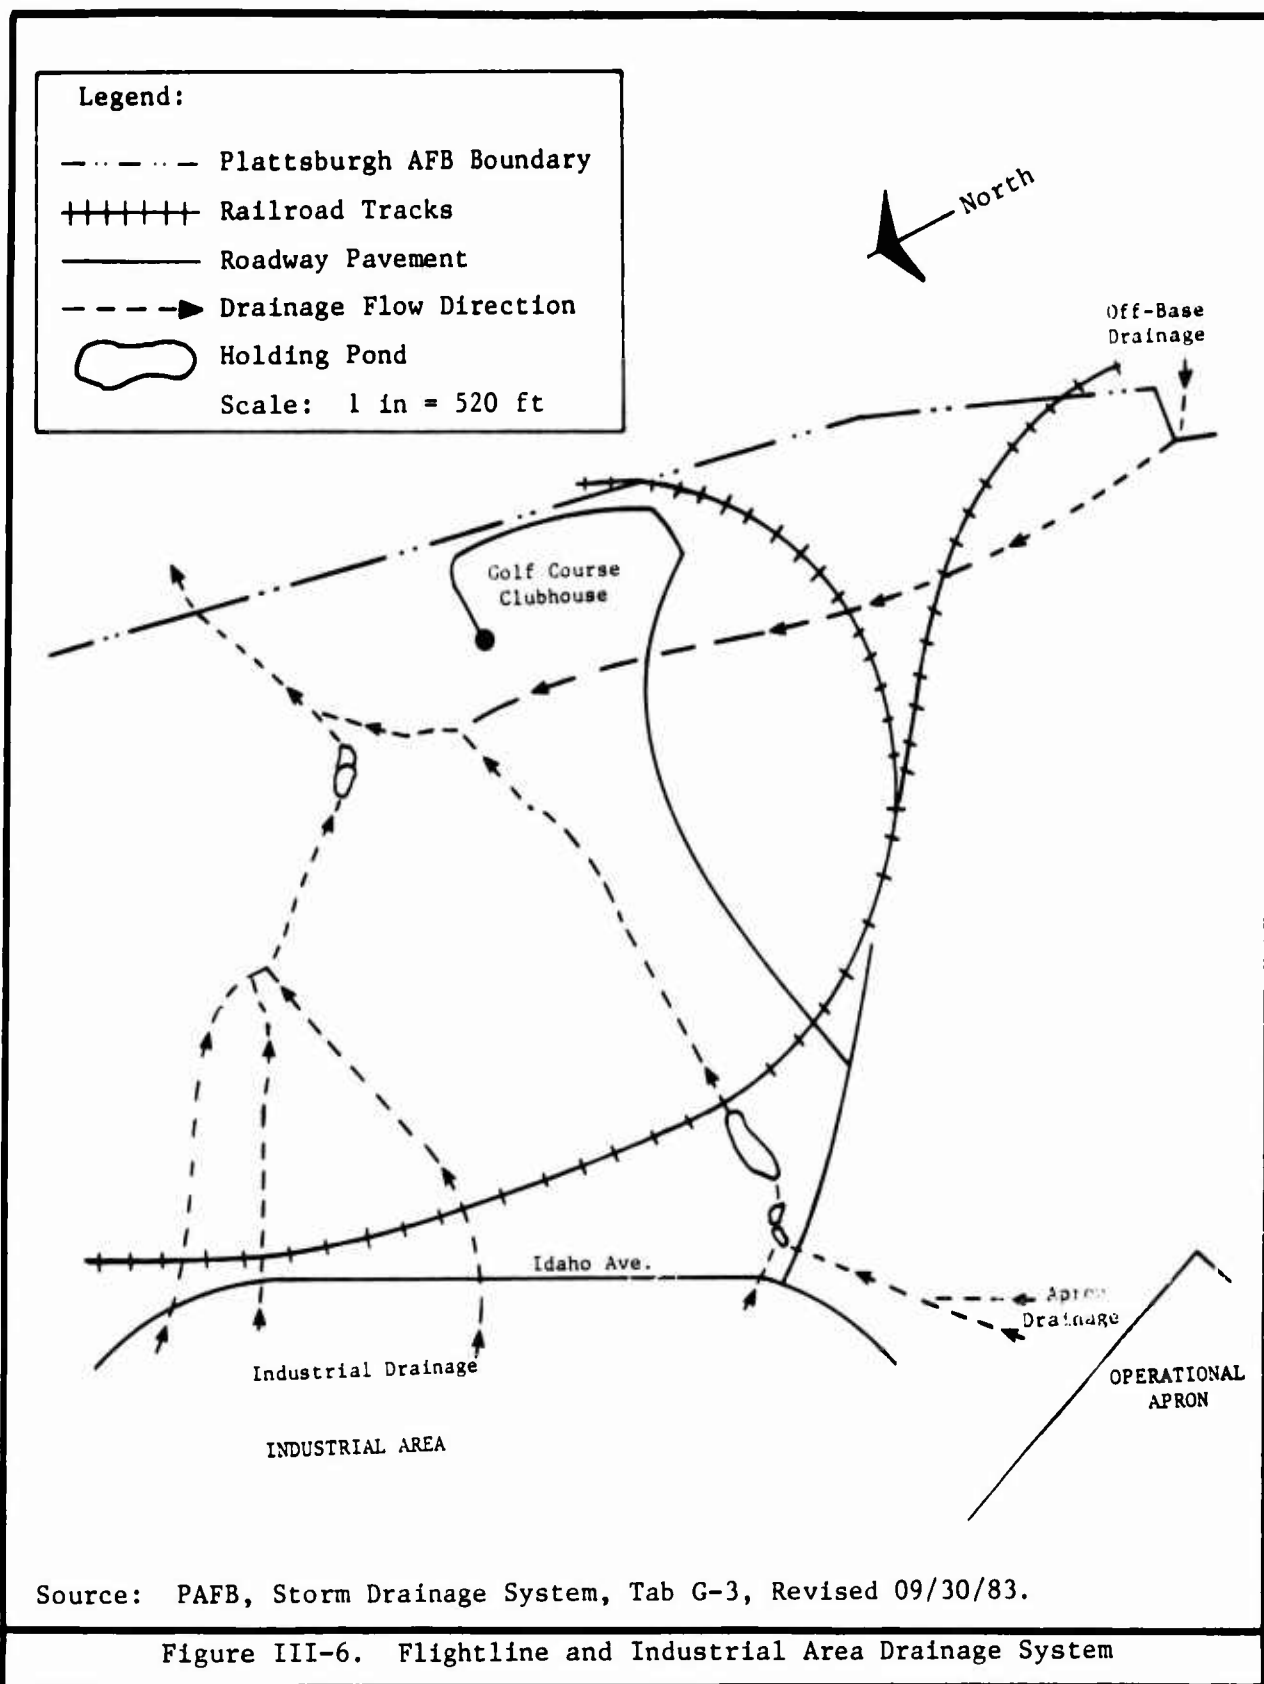 Legend:
Plattsburgh AFB Boundary
Railroad Tracks
Roadway Pavement
Drainage Flow Direction
Holding Pond
Scale: 1 in = 520 ft
North
Off-Base
Drainage
Golf Course
Clubhouse
Idaho Ave.
Apron
Drainage
Industrial Drainage
OPERATIONAL
APRON
INDUSTRIAL AREA
Source: PAFB, Storm Drainage System, Tab G-3, Revised 09/30/83.
Figure III-6. Flightline and Industrial Area Drainage System